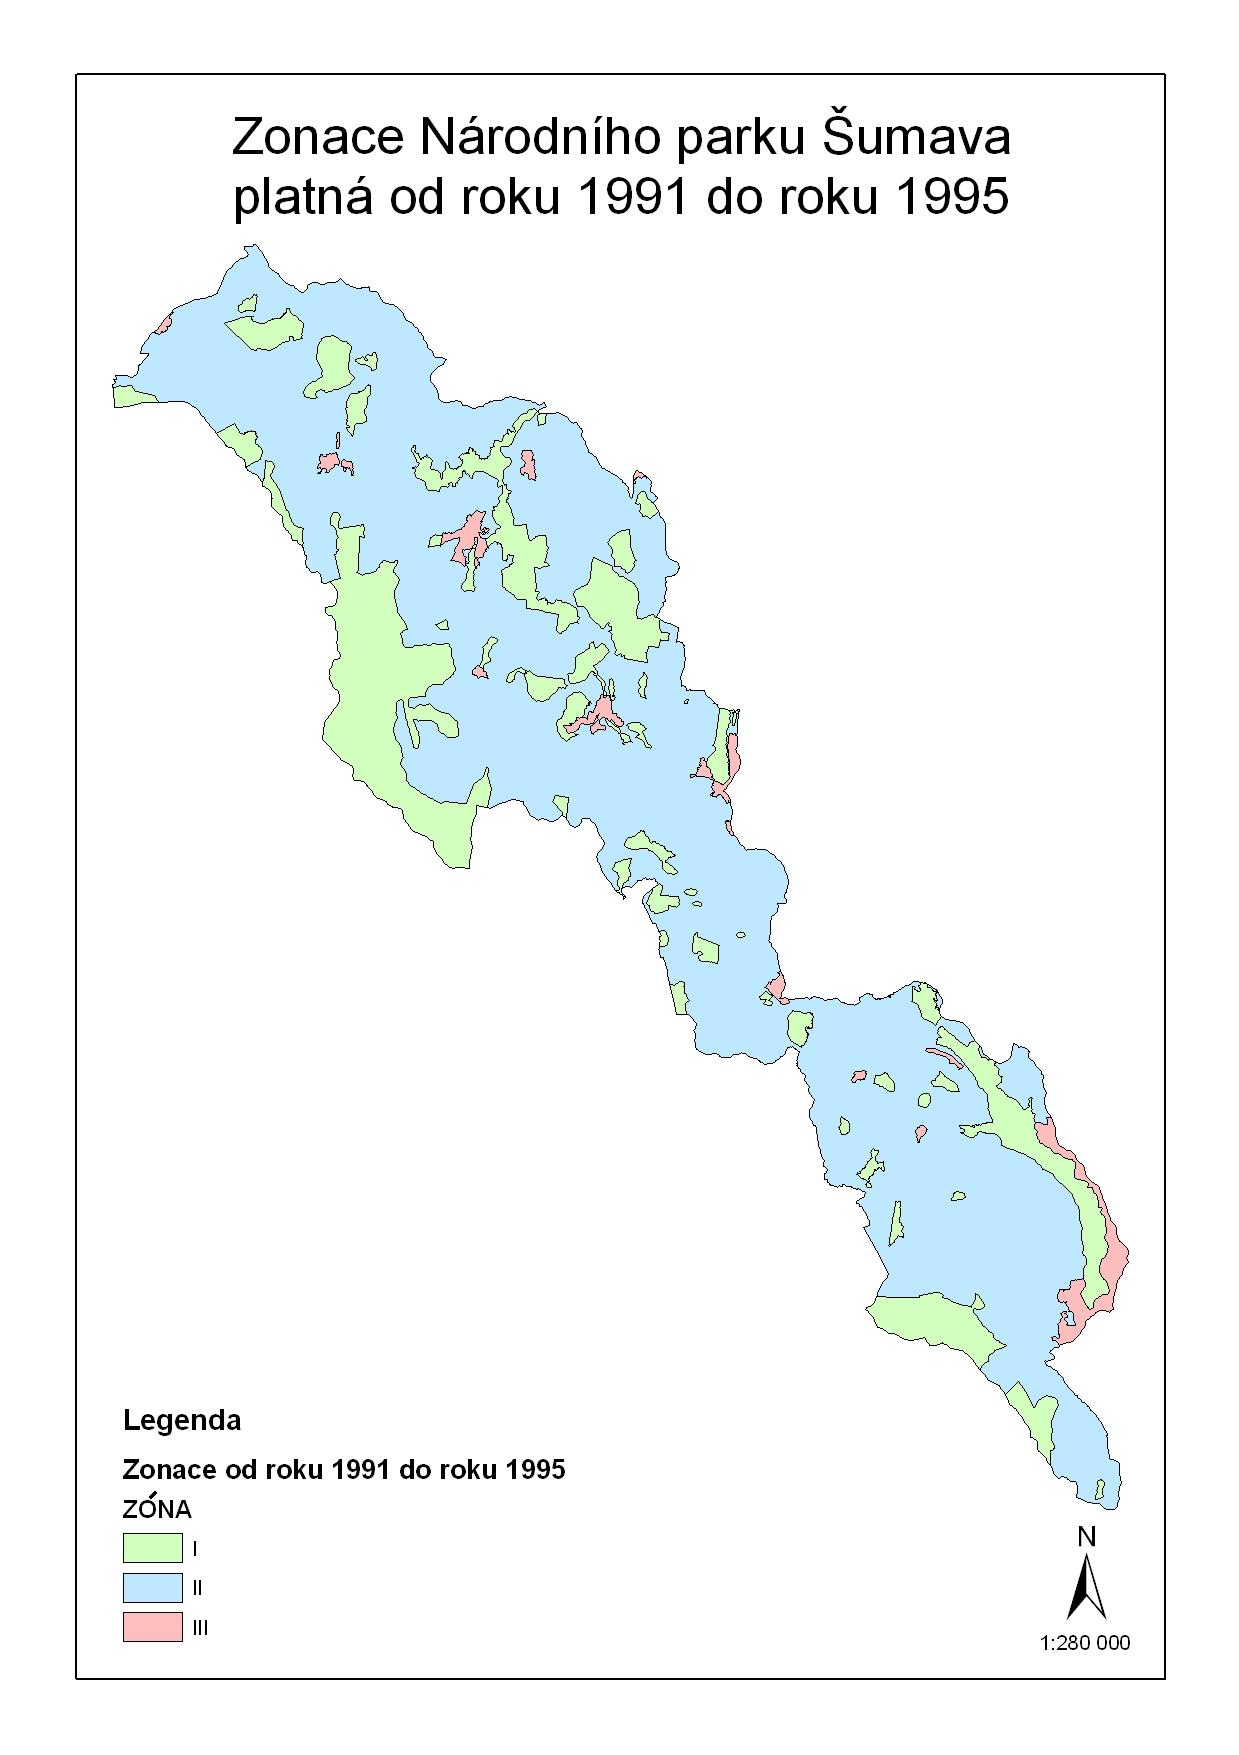 Zonace Národního parku Šumava
platná od roku 1991 do roku 1995
Legenda
Zonace od roku 1991 do roku 1995
ZÓNA
I
II
III
N
1:280 000